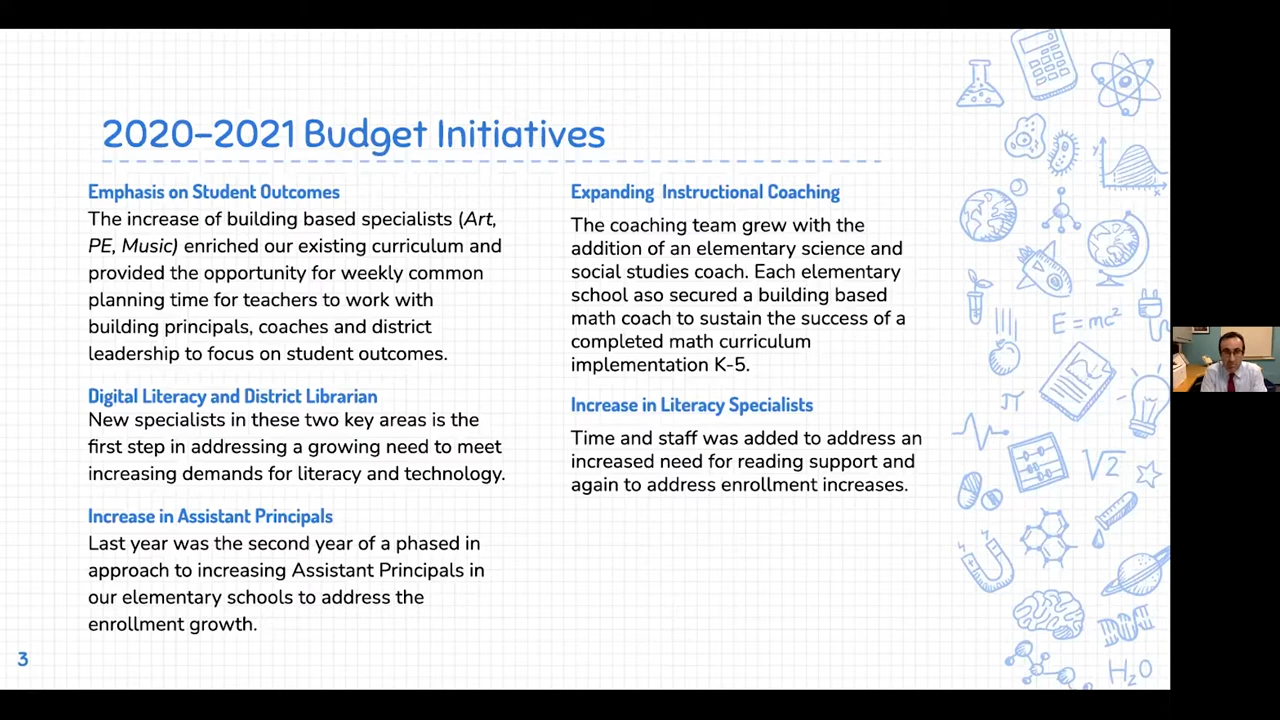 2020-2021 Budget Initiatives
Emphasis on Student Outcomes
The increase of building based specialists (Art,
PE, Music) enriched our existing curriculum and
provided the opportunity for weekly common
planning time for teachers to work with
building principals, coaches and district
leadership to focus on student outcomes.
Digital Literacy and District Librarian
New specialists in these two key areas is the
first step in addressing a growing need to meet
increasing demands for literacy and technology.
Increase in Assistant Principals
Last year was the second year of a phased in
approach to increasing Assistant Principals in
our elementary schools to address the
enrollment growth.
Expanding Instructional Coaching
The coaching team grew with the
addition of an elementary science and
social studies coach. Each elementary
school aso secured a building based
math coach to sustain the success of a
completed math curriculum
implementation K-5.
Increase in Literacy Specialists
Time and staff was added to address an
increased need for reading support and
again to address enrollment increases.
3
y
x
E=mc²
π
√2
H₂O